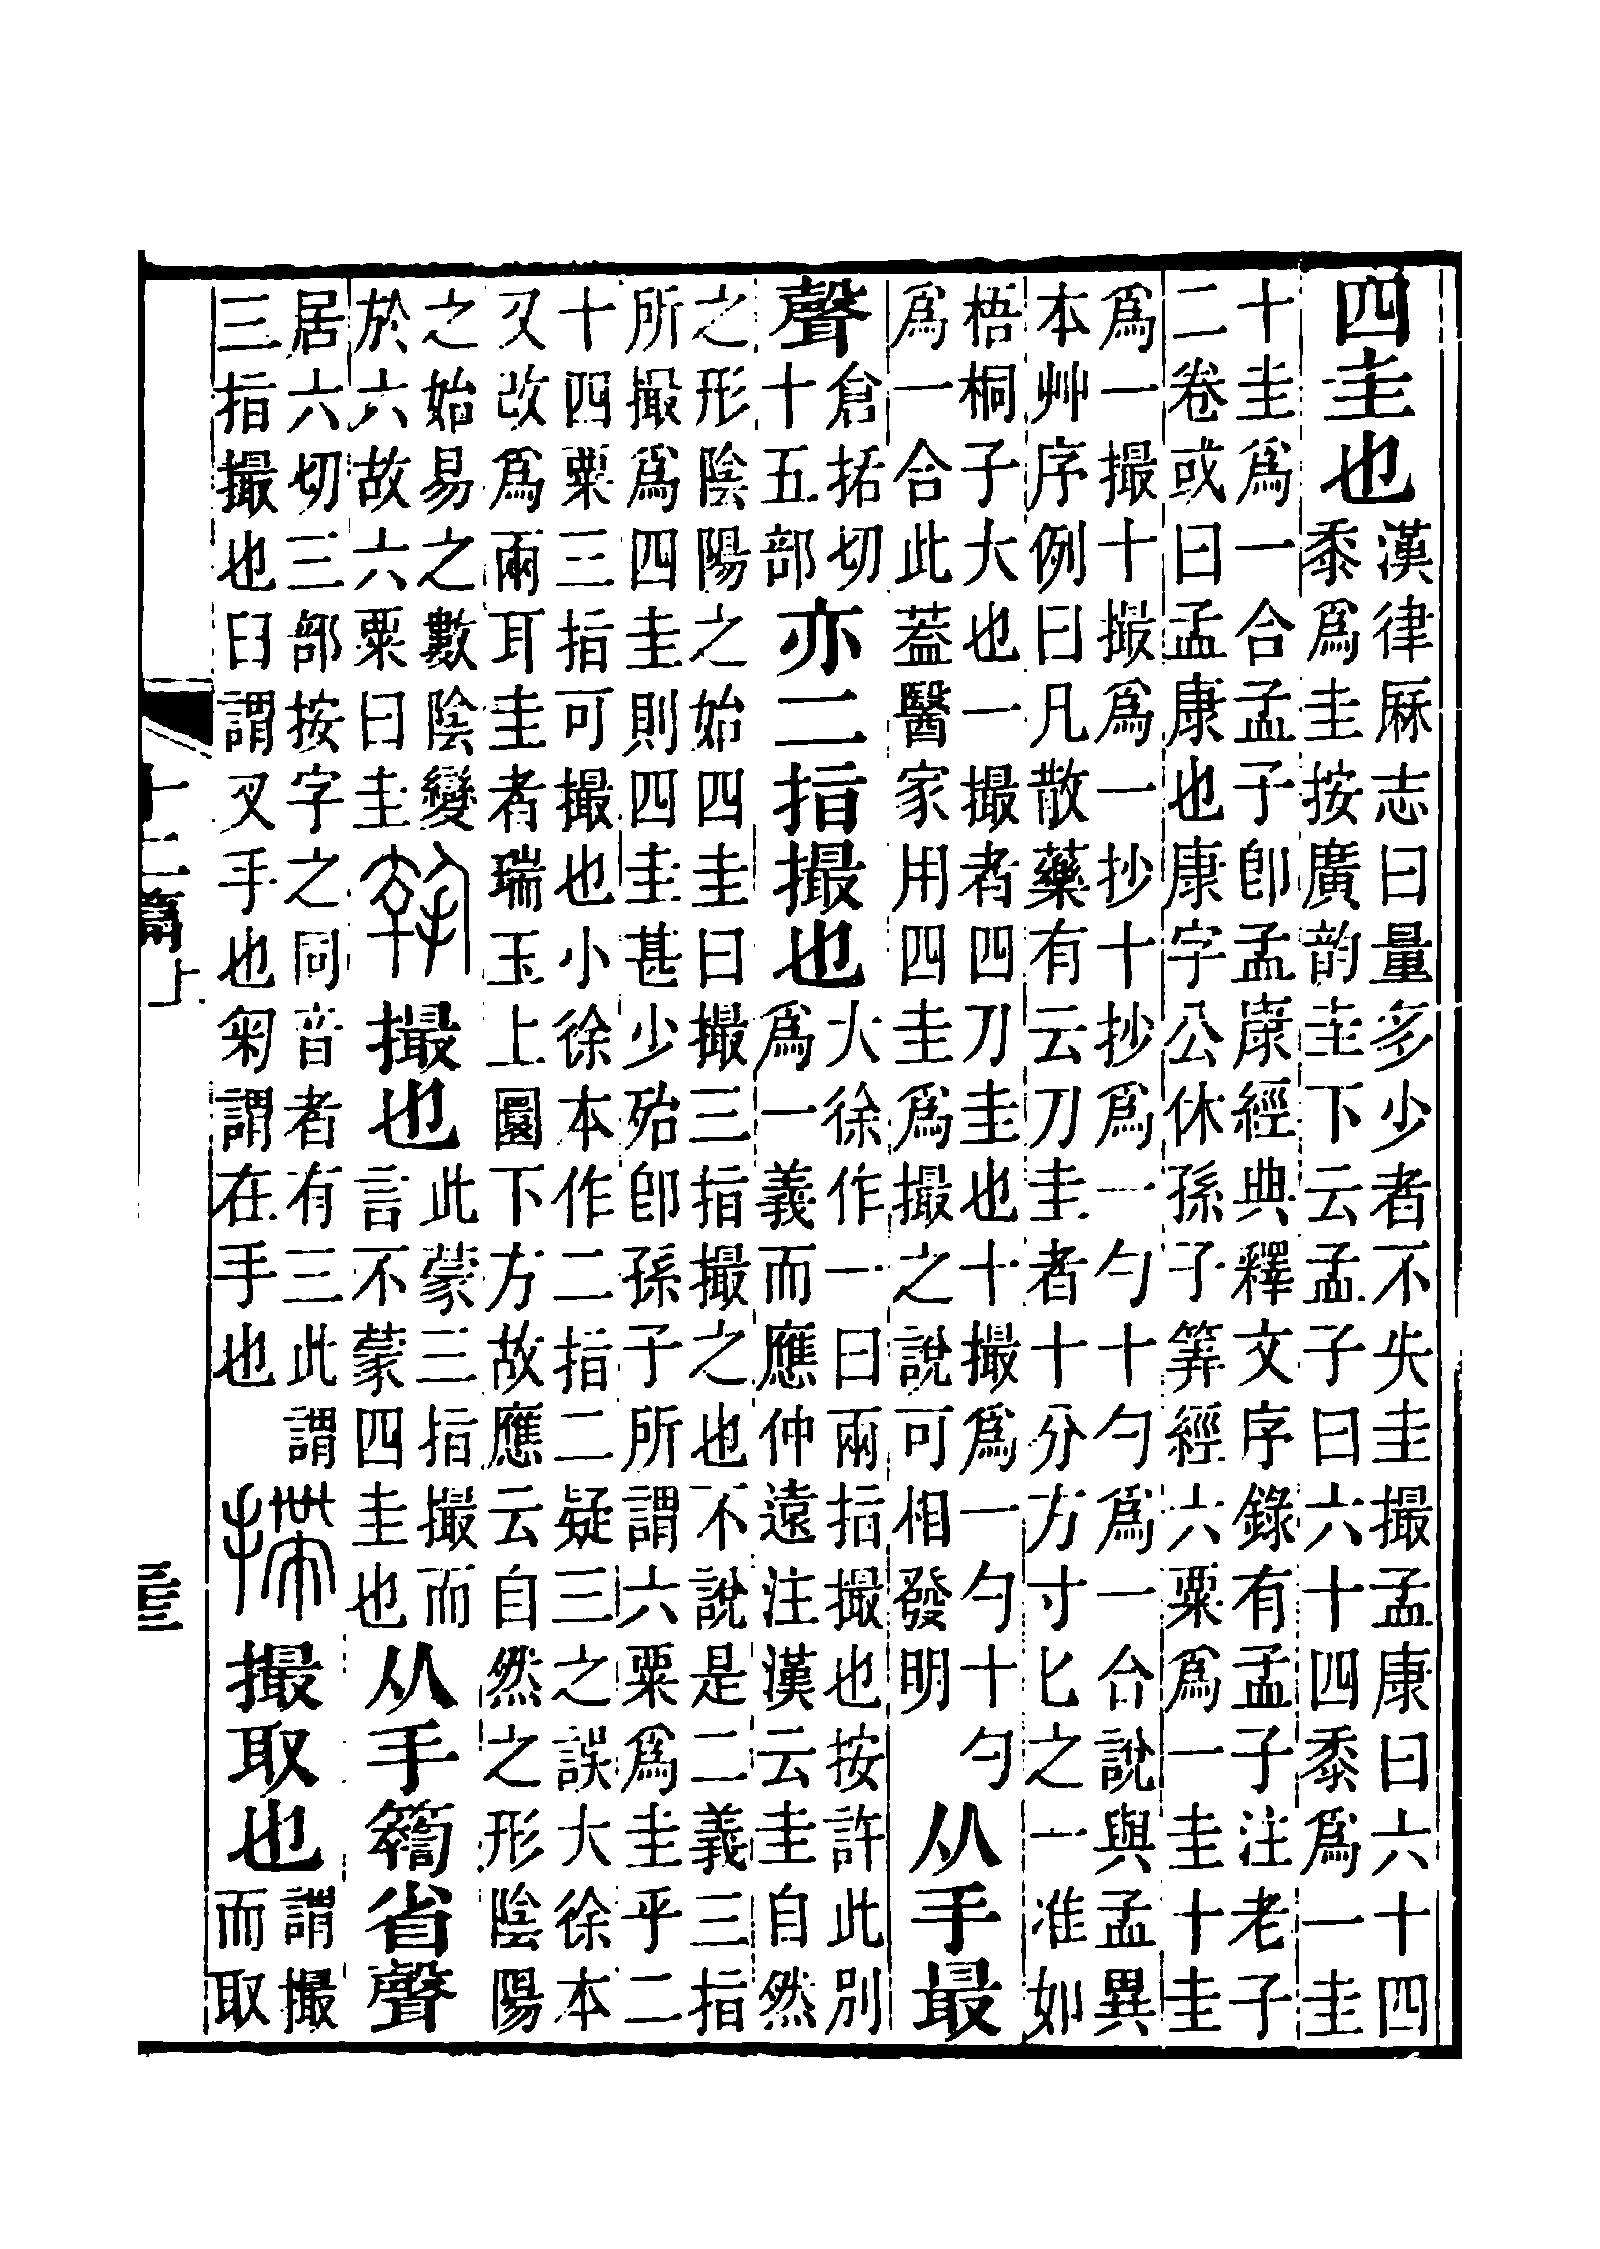 四圭也漢律厤志曰量多少者不失圭撮孟康曰六十四
黍爲圭按廣韵圭下云孟子曰六十四黍爲一圭
十圭爲一合孟子卽孟康經典釋文序錄有孟子注老子
二卷或曰孟康也康字公休孫子筭經六粟爲一圭十圭
爲一撮十撮爲一抄十抄爲一勺十勺爲一合說與孟異
本艸序例曰凡散藥有云刀圭者十分方寸匕之一准如
梧桐子大也一撮者四刀圭也十撮爲一勺十勺
爲一合此葢醫家用四圭爲撮之說可相發明
从手最
聲倉括切
十五部
亦二指撮也大徐作一曰兩指撮也按許此別
爲一義而應仲遠注漢云圭自然
之形陰陽之始四圭曰撮三指撮之也不說是二義三指
所撮爲四圭則四圭甚少殆卽孫子所謂六粟爲圭乎二
十四粟三指可撮也小徐本作二指二疑三之誤大徐本
又改爲兩耳圭者瑞玉上圜下方故應云自然之形陰陽
之始易之數陰變
於六故六粟曰圭
撮也此蒙三指撮而
言不蒙四圭也
从手𥷚省聲
居六切三部按字之同音者有三此謂
三指撮也𦥑謂叉手也匊謂在手也
摕撮取也謂撮
而取
十二篇上